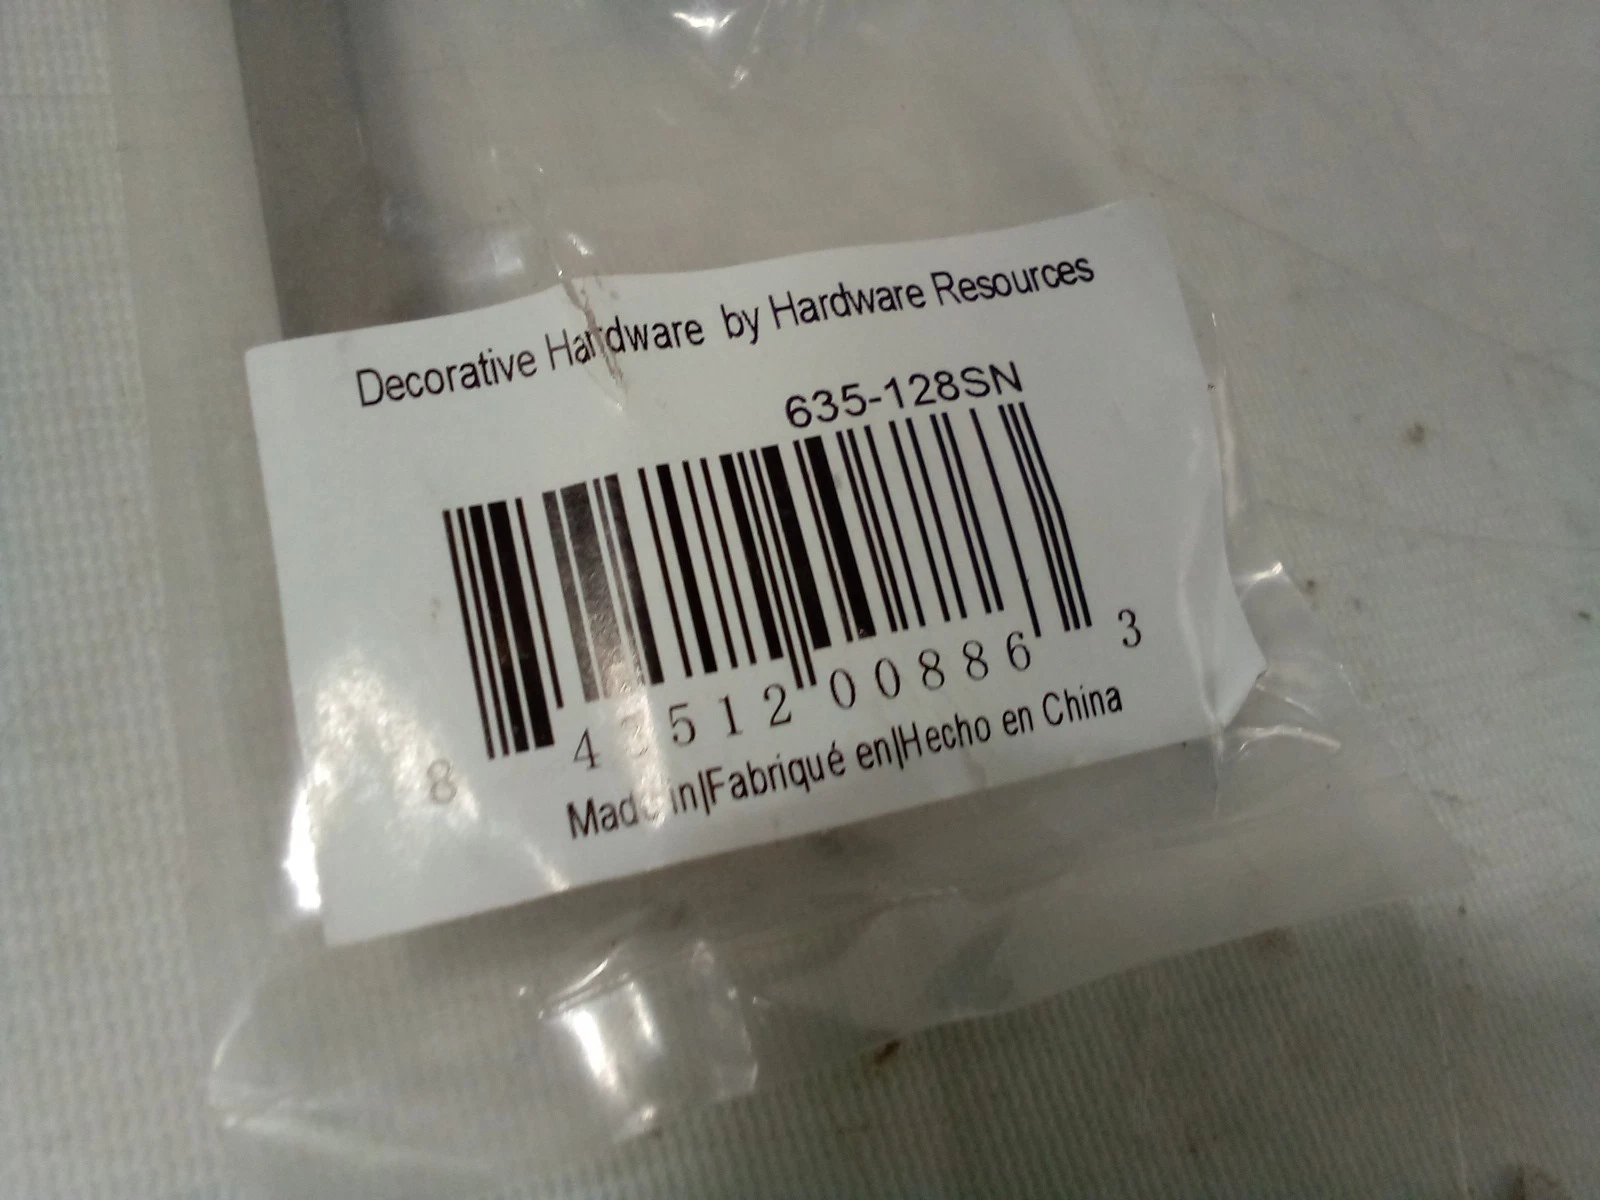 Decorative Hardware by Hardware Resources
635-128SN
8 43512 00886 3
Made in|Fabriqué en|Hecho en China